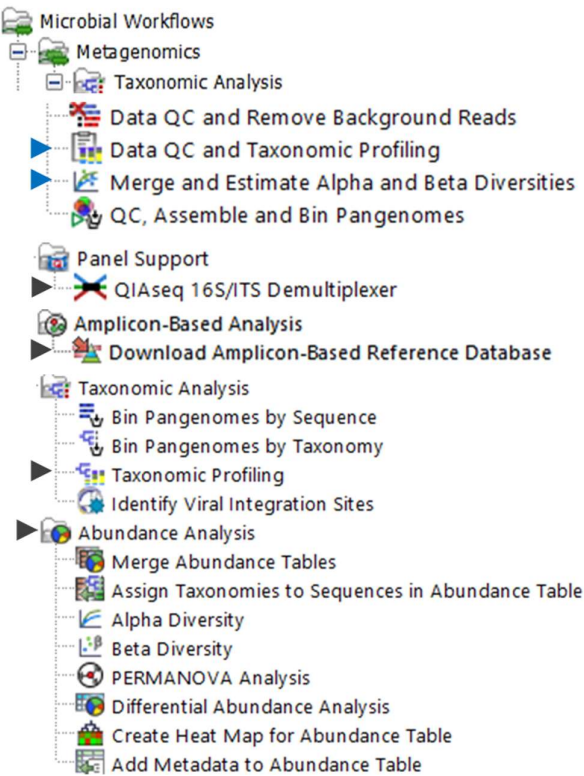 Microbial Workflows
Metagenomics
Taxonomic Analysis
Data QC and Remove Background Reads
Data QC and Taxonomic Profiling
Merge and Estimate Alpha and Beta Diversities
QC, Assemble and Bin Pangenomes
Panel Support
QIAseq 16S/ITS Demultiplexer
Amplicon-Based Analysis
Download Amplicon-Based Reference Database
Taxonomic Analysis
Bin Pangenomes by Sequence
Bin Pangenomes by Taxonomy
Taxonomic Profiling
Identify Viral Integration Sites
Abundance Analysis
Merge Abundance Tables
Assign Taxonomies to Sequences in Abundance Table
Alpha Diversity
Beta Diversity
PERMANOVA Analysis
Differential Abundance Analysis
Create Heat Map for Abundance Table
Add Metadata to Abundance Table